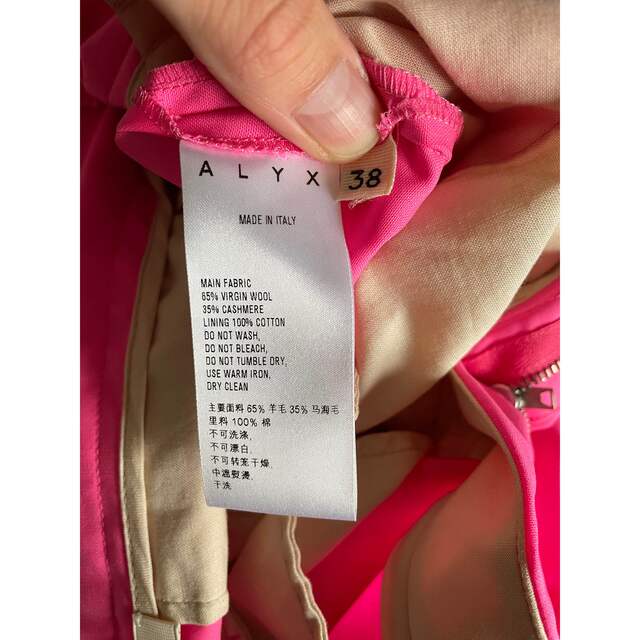 ALYX
38
MADE IN ITALY
MAIN FABRIC
65% VIRGIN WOOL
35% CASHMERE
LINING 100% COTTON
DO NOT WASH,
DO NOT BLEACH,
DO NOT TUMBLE DRY,
USE WARM IRON,
DRY CLEAN
主要面料 65% 羊毛 35% 马海毛
里料 100% 棉
不可洗涤,
不可漂白,
不可转笼干燥,
中温熨烫,
干洗